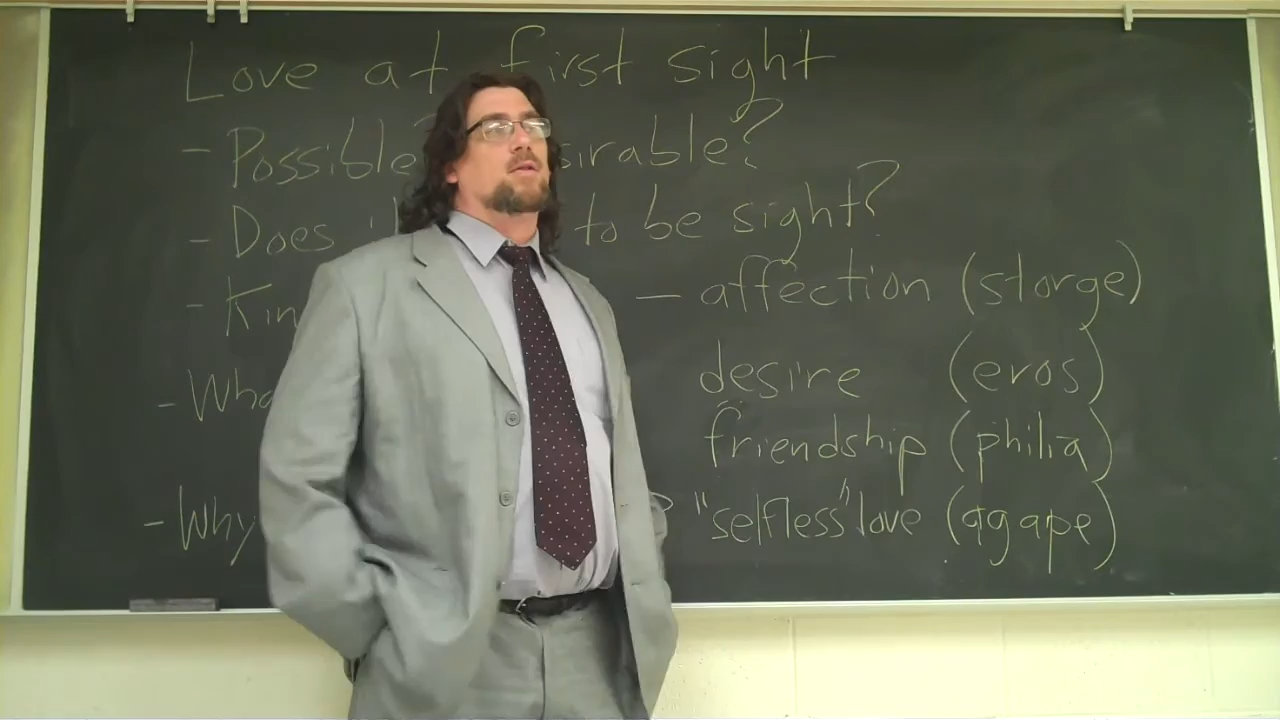 Love at first sight
- Possible? desirable?
- Does to be sight?
- Kin — affection (storge)
- Wha desire (eros)
friendship (philia)
- Why ? "selfless" love (agape)